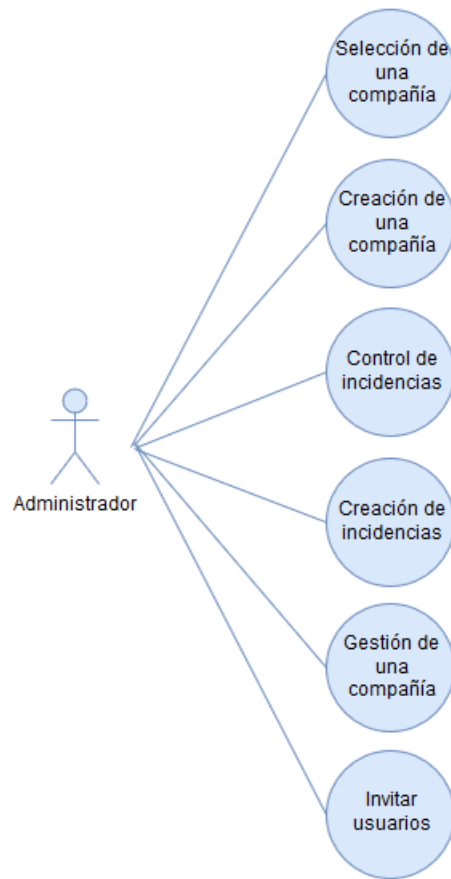 Selección de
una
compañía
Creación de
una
compañía
Control de
incidencias
Administrador
Creación de
incidencias
Gestión de
una
compañía
Invitar
usuarios